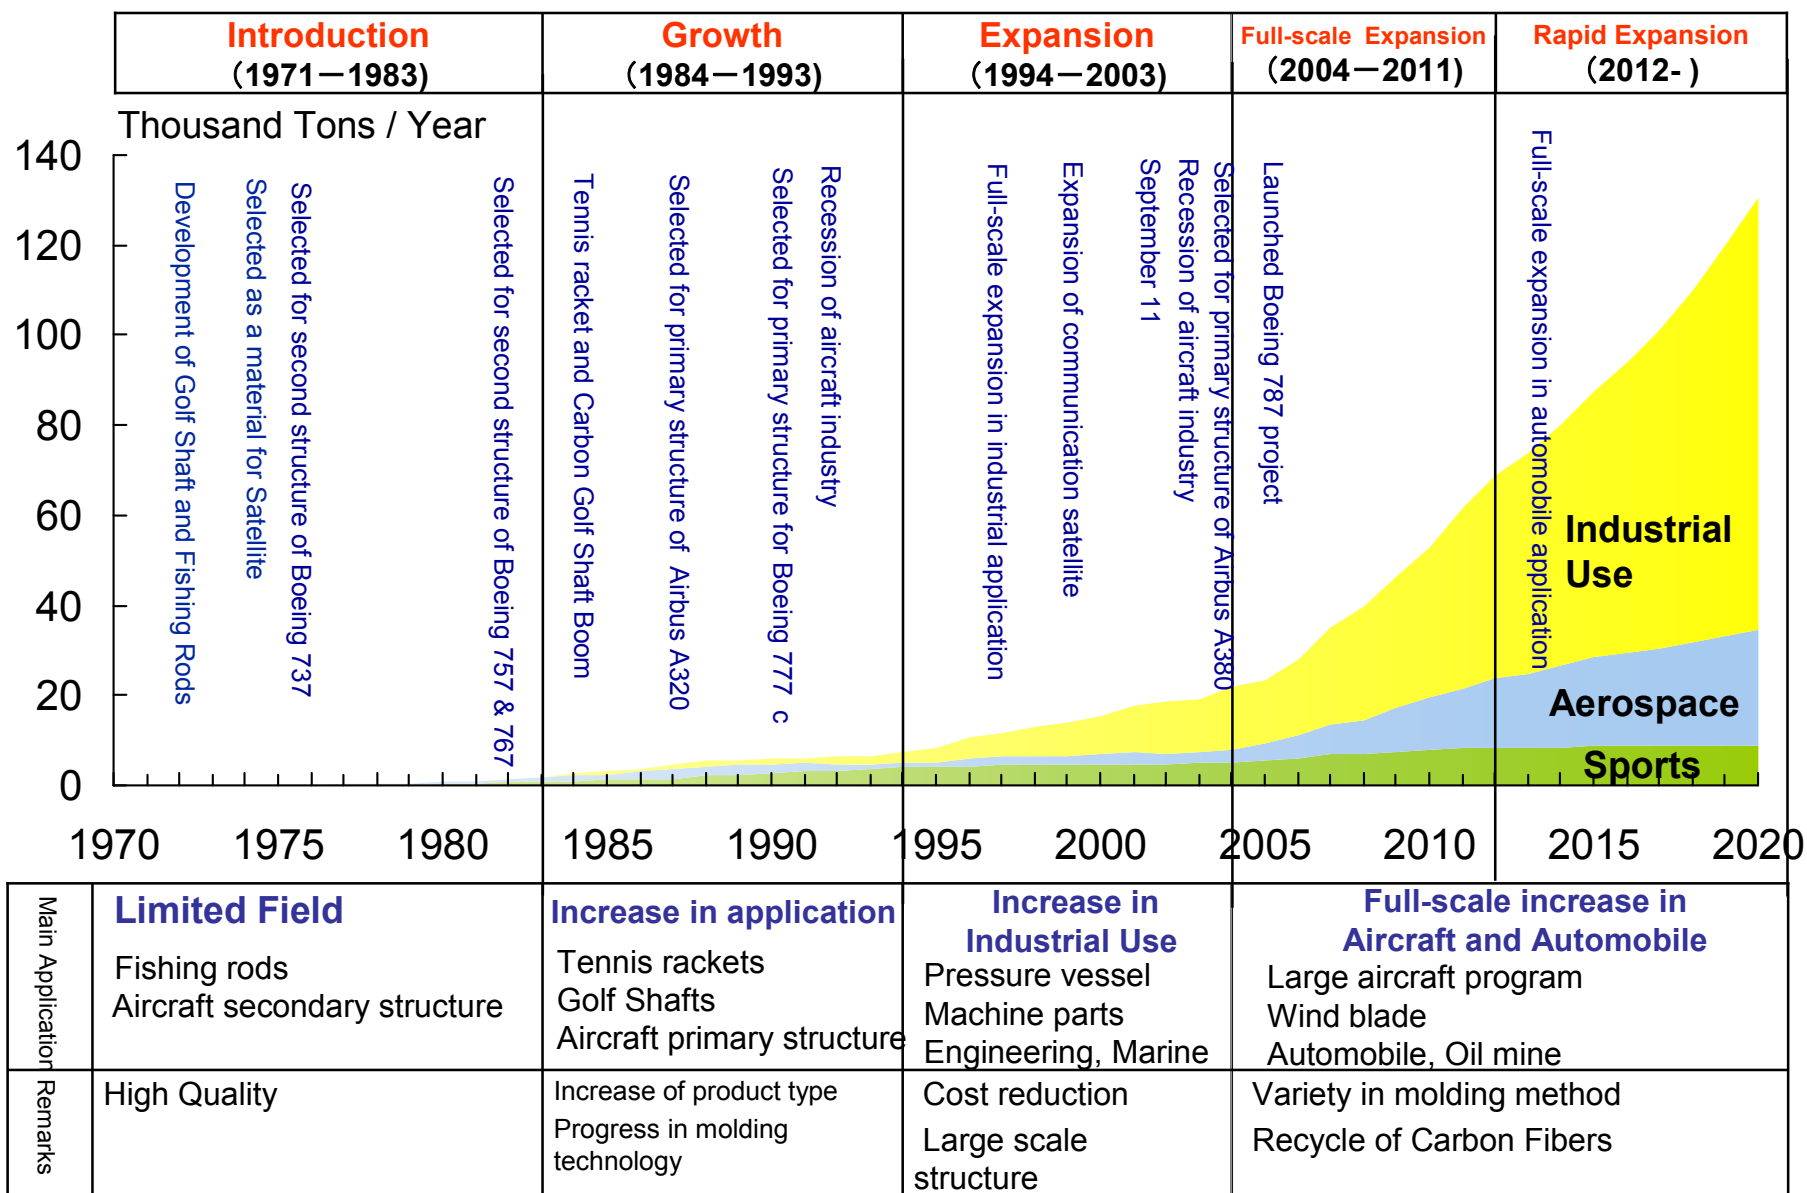 Introduction
(1971－1983)
Growth
(1984－1993)
Expansion
(1994－2003)
Full-scale Expansion
(2004－2011)
Rapid Expansion
(2012- )
Thousand Tons / Year
140
120
100
80
60
40
20
0
Development of Golf Shaft and Fishing Rods
Selected as a material for Satellite
Selected for second structure of Boeing 737
Selected for second structure of Boeing 757 & 767
Tennis racket and Carbon Golf Shaft Boom
Selected for primary structure of Airbus A320
Selected for primary structure for Boeing 777 c
Recession of aircraft industry
Full-scale expansion in industrial application
Expansion of communication satellite
September 11
Recession of aircraft industry
Selected for primary structure of Airbus A380
Launched Boeing 787 project
Full-scale expansion in automobile application
Industrial
Use
Aerospace
Sports
1970 1975 1980 1985 1990 1995 2000 2005 2010 2015 2020
Main Application
Limited Field
Fishing rods
Aircraft secondary structure
Increase in application
Tennis rackets
Golf Shafts
Aircraft primary structure
Increase in
Industrial Use
Pressure vessel
Machine parts
Engineering, Marine
Full-scale increase in
Aircraft and Automobile
Large aircraft program
Wind blade
Automobile, Oil mine
Remarks
High Quality
Increase of product type
Progress in molding
technology
Cost reduction
Large scale
structure
Variety in molding method
Recycle of Carbon Fibers